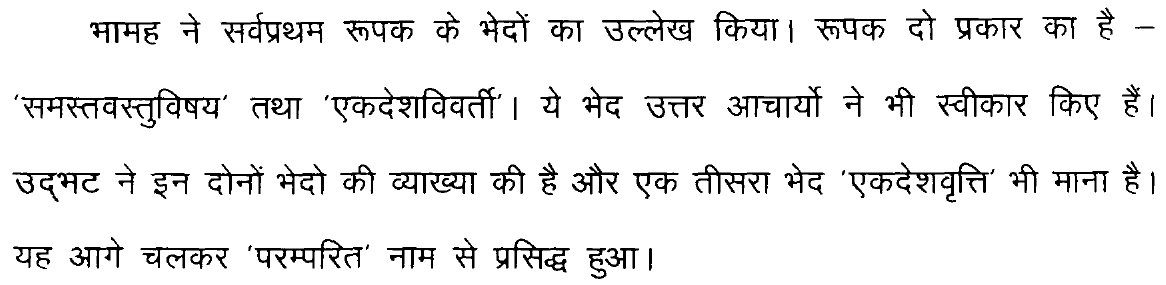 भामह ने सर्वप्रथम रूपक के भेदों का उल्लेख किया। रूपक दो प्रकार का है –
'समस्तवस्तुविषय' तथा 'एकदेशविवर्ती'। ये भेद उत्तर आचार्यो ने भी स्वीकार किए हैं।
उद्भट ने इन दोनों भेदो की व्याख्या की है और एक तीसरा भेद 'एकदेशवृत्ति' भी माना है।
यह आगे चलकर 'परम्परित' नाम से प्रसिद्ध हुआ।